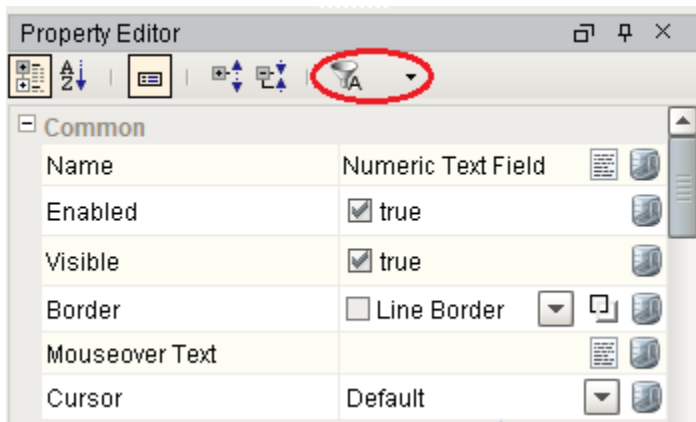 Property Editor
A
Z
A
Common
Name Numeric Text Field
Enabled true
Visible true
Border Line Border
Mouseover Text
Cursor Default